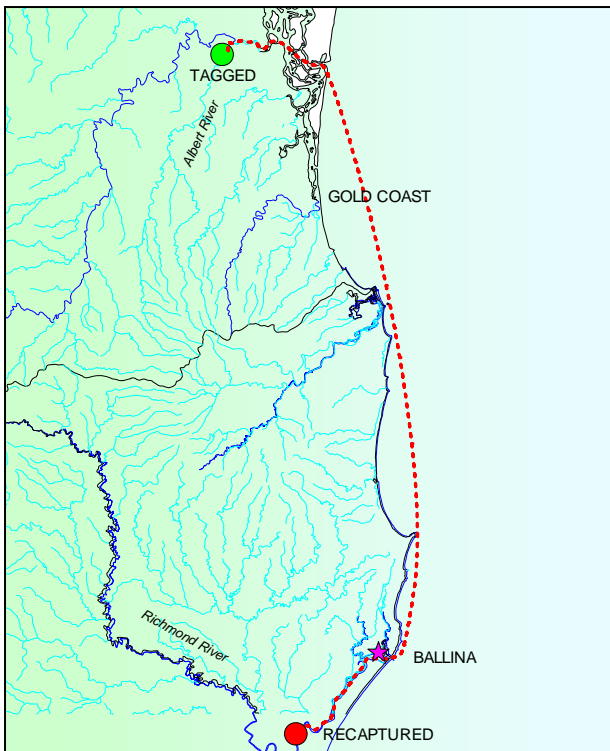 TAGGED
Albert River
GOLD COAST
Richmond River
BALLINA
RECAPTURED